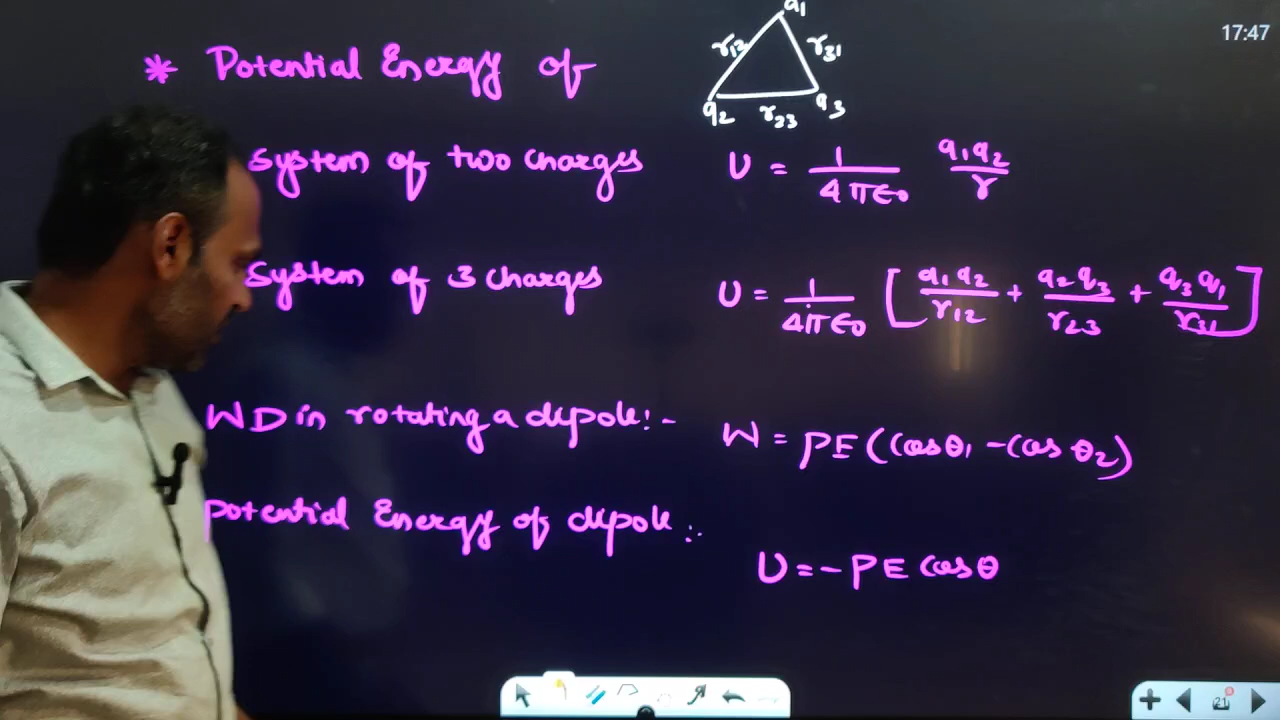 17:47
q1
r12 r31
q2 r23 q3
* Potential Energy of
System of two charges U = 1/4πε0 q1q2/r
System of 3 charges U = 1/4πε0 [q1q2/r12 + q2q3/r23 + q3q1/r31]
WD in rotating a dipole:- W = PE(cosθ1 - cosθ2)
potential Energy of dipole :-
U = - PE cosθ
21